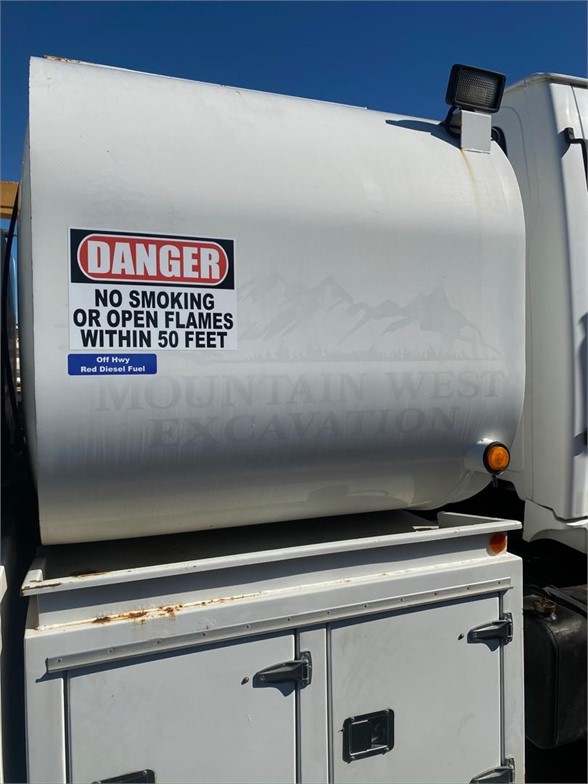 DANGER
NO SMOKING
OR OPEN FLAMES
WITHIN 50 FEET
Off Hwy
Red Diesel Fuel
MOUNTAIN WEST
EXCAVATION